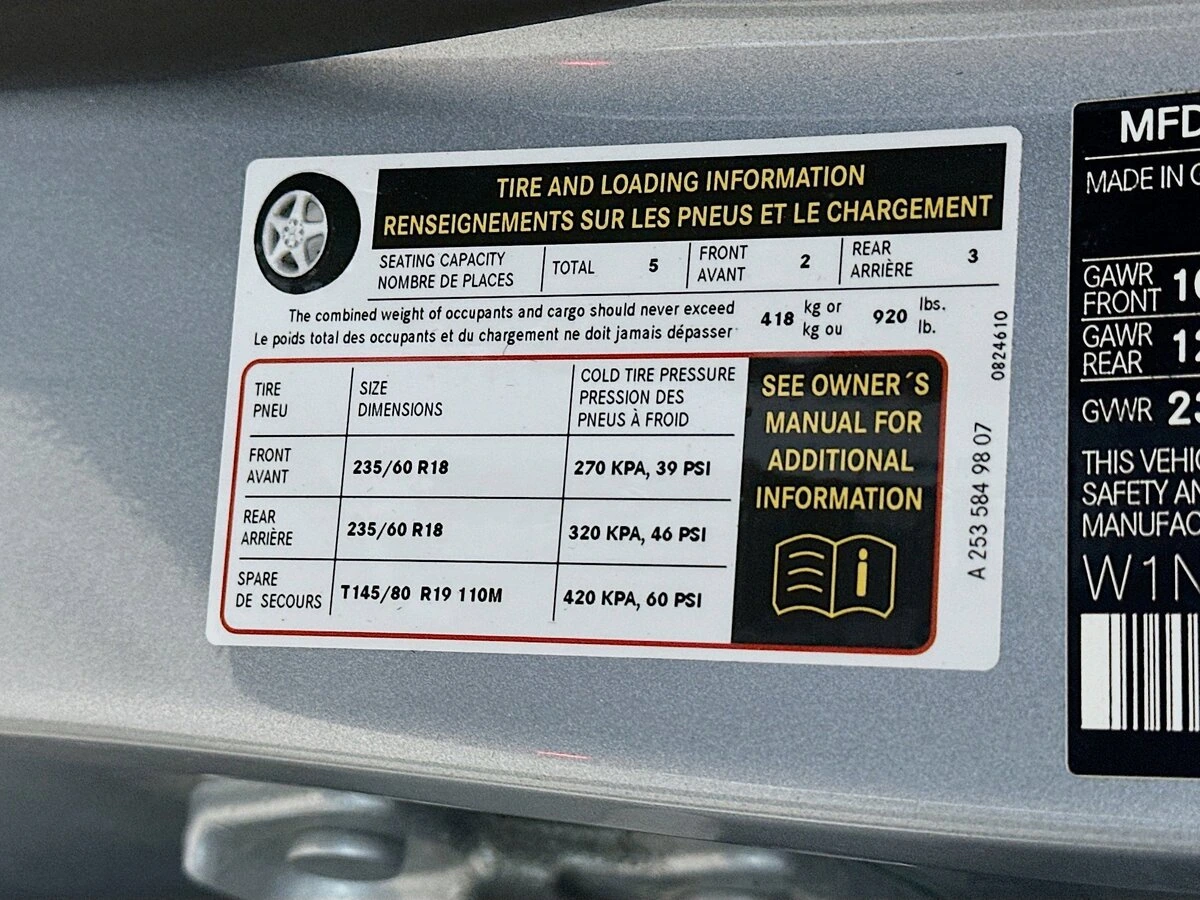 TIRE AND LOADING INFORMATION
RENSEIGNEMENTS SUR LES PNEUS ET LE CHARGEMENT
SEATING CAPACITY
NOMBRE DE PLACES
TOTAL 5
FRONT
AVANT
2
REAR
ARRIÈRE
3
The combined weight of occupants and cargo should never exceed
Le poids total des occupants et du chargement ne doit jamais dépasser
418 kg or
kg ou
920 lbs.
lb.
TIRE
PNEU
SIZE
DIMENSIONS
COLD TIRE PRESSURE
PRESSION DES
PNEUS À FROID
FRONT
AVANT
235/60 R18
270 KPA, 39 PSI
REAR
ARRIÈRE
235/60 R18
320 KPA, 46 PSI
SPARE
DE SECOURS
T145/80 R19 110M
420 KPA, 60 PSI
SEE OWNER´S
MANUAL FOR
ADDITIONAL
INFORMATION
0824610
A 253 584 98 07
MFD
MADE IN
GAWR
FRONT
GAWR
REAR
GVWR
THIS
SAFETY
W1N